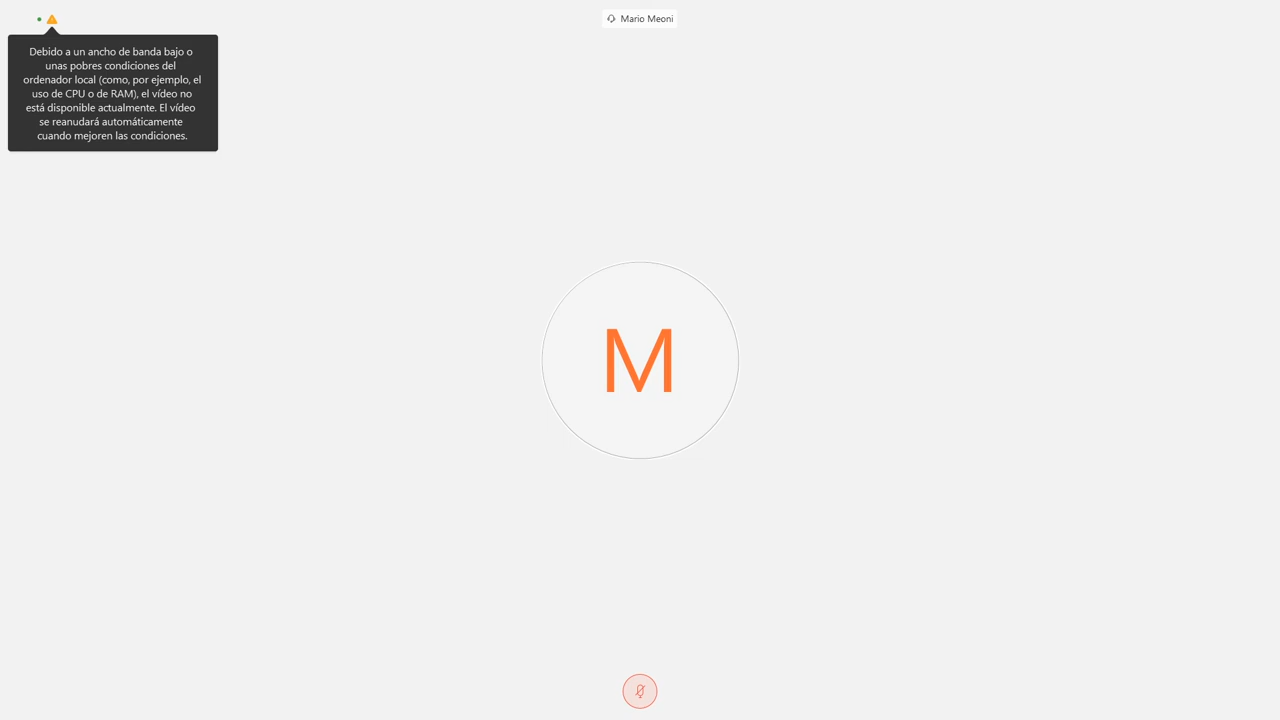 Mario Meoni
Debido a un ancho de banda bajo o
unas pobres condiciones del
ordenador local (como, por ejemplo, el
uso de CPU o de RAM), el vídeo no
está disponible actualmente. El vídeo
se reanudará automáticamente
cuando mejoren las condiciones.
M